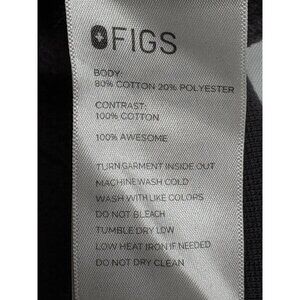 FIGS
BODY:
80% COTTON 20% POLYESTER
CONTRAST:
100% COTTON
100% AWESOME
TURN GARMENT INSIDE OUT
MACHINE WASH COLD
WASH WITH LIKE COLORS
DO NOT BLEACH
TUMBLE DRY LOW
LOW HEAT IRON IF NEEDED
DO NOT DRY CLEAN